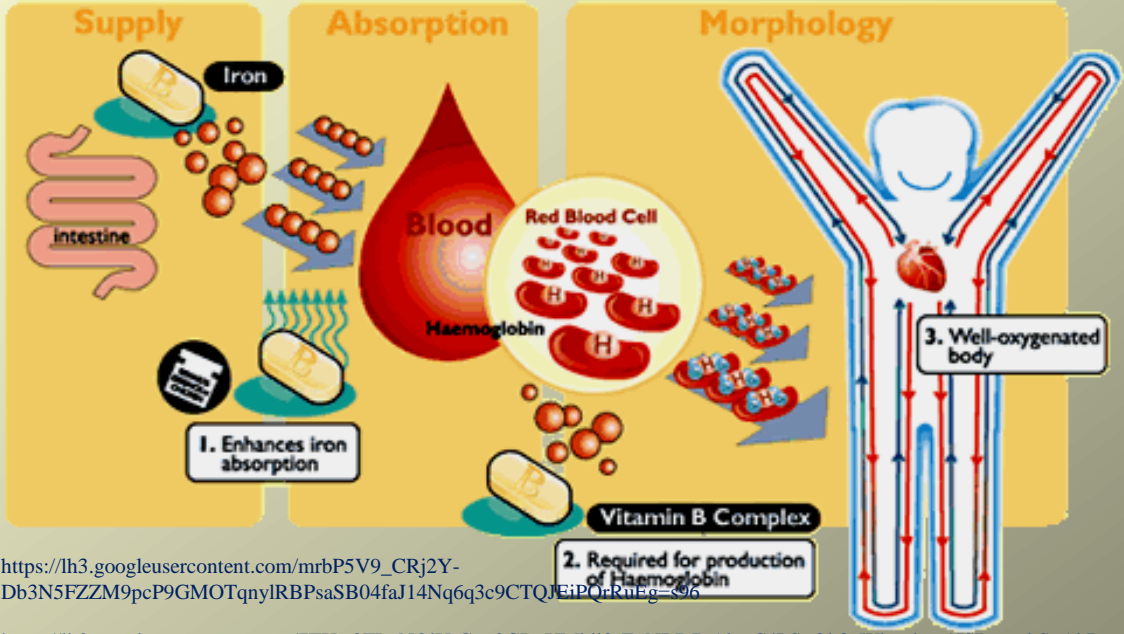 Supply
Absorption
Morphology
B
Iron
intestine
Blood
Red Blood Cell
H
H
H
H
H
H
H
Haemoglobin
B
1. Enhances iron
absorption
3. Well-oxygenated
body
H
H
H
B
Vitamin B Complex
2. Required for production
of Haemoglobin
https://lh3.googleusercontent.com/mrbP5V9_CRj2Y-
Db3N5FZZM9pcP9GMOTqnylRBPsaSB04faJ14Nq6q3c9CTQJEiPQrRuEg=s96